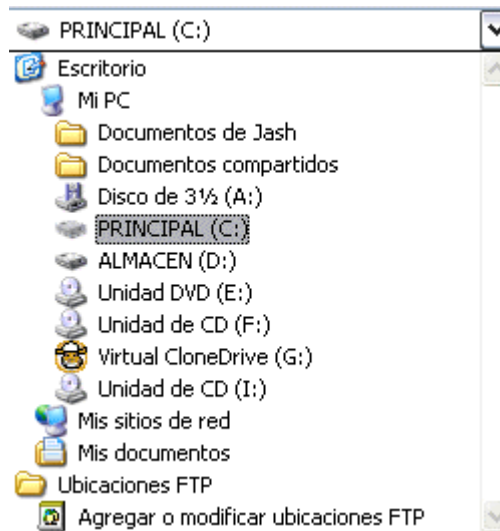 PRINCIPAL (C:)
Escritorio
Mi PC
Documentos de Jash
Documentos compartidos
Disco de 3½ (A:)
PRINCIPAL (C:)
ALMACEN (D:)
Unidad DVD (E:)
Unidad de CD (F:)
Virtual CloneDrive (G:)
Unidad de CD (I:)
Mis sitios de red
Mis documentos
Ubicaciones FTP
Agregar o modificar ubicaciones FTP